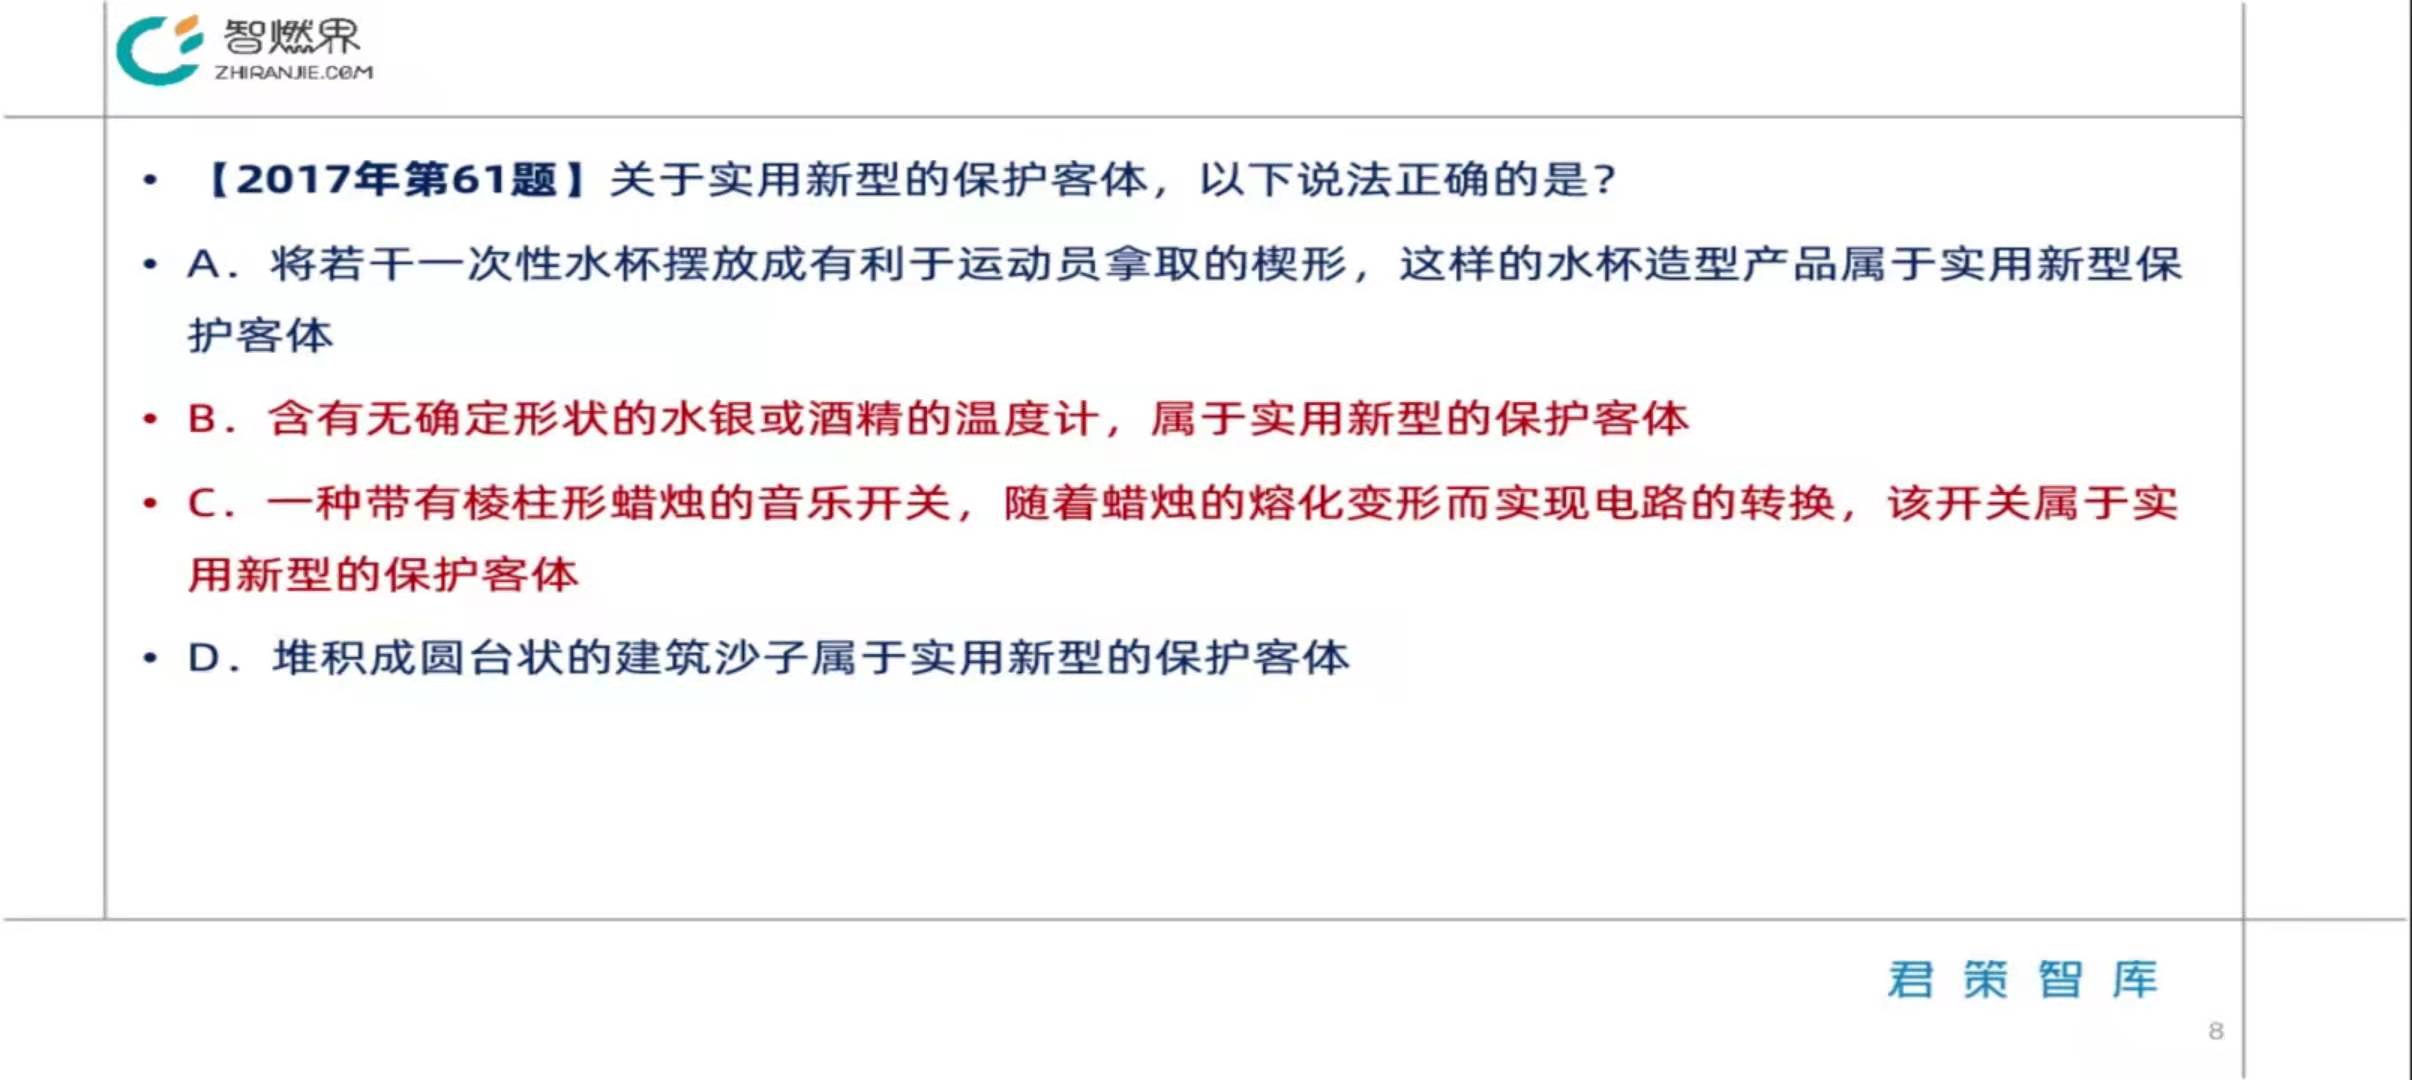 智燃界
ZHIRANJIE.COM
• 【2017年第61题】关于实用新型的保护客体，以下说法正确的是？
• A．将若干一次性水杯摆放成有利于运动员拿取的楔形，这样的水杯造型产品属于实用新型保
护客体
• B．含有无确定形状的水银或酒精的温度计，属于实用新型的保护客体
• C．一种带有棱柱形蜡烛的音乐开关，随着蜡烛的熔化变形而实现电路的转换，该开关属于实
用新型的保护客体
• D．堆积成圆台状的建筑沙子属于实用新型的保护客体
君策智库
8